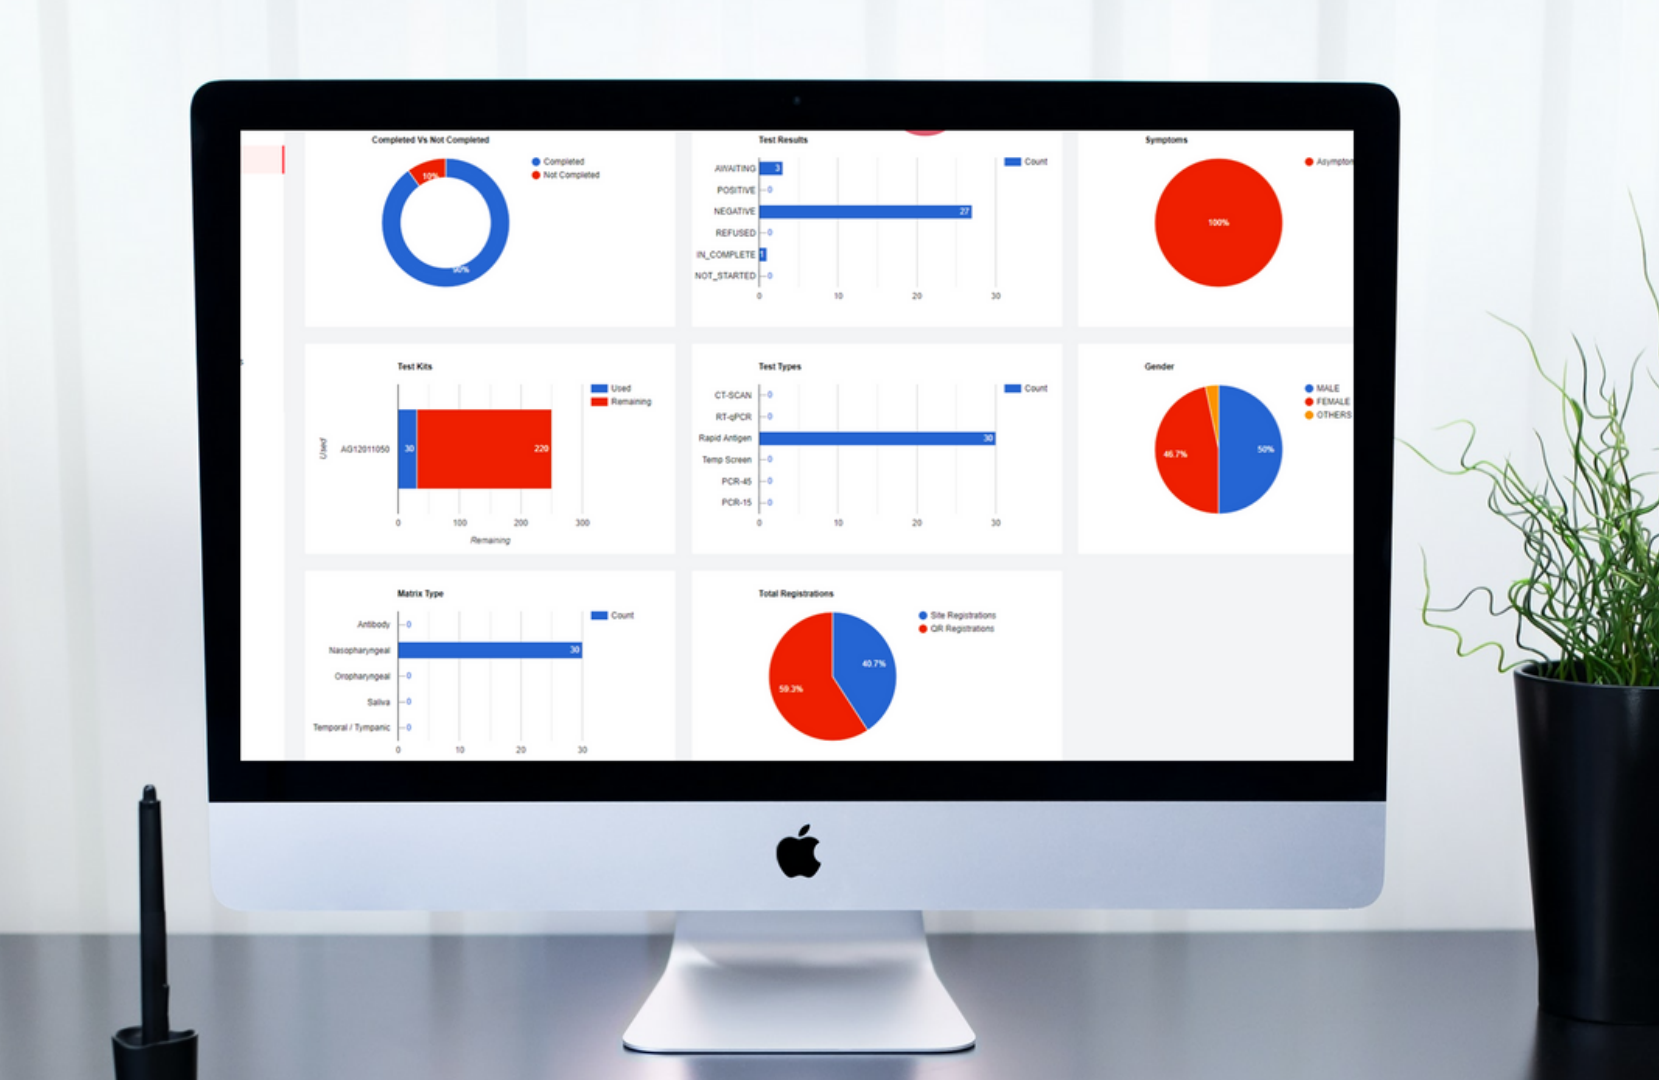 Completed Vs Not Completed
Completed
Not Completed
10%
90%
Test Results
Count
AWAITING
3
POSITIVE
0
NEGATIVE
27
REFUSED
0
IN_COMPLETE
1
NOT_STARTED
0
0 10 20 30
Symptoms
100%
s
Test Kits
Used
Remaining
Used
AG12011050
30
220
0 100 200 300
Remaining
Test Types
Count
CT-SCAN
0
RT-qPCR
0
Rapid Antigen
30
Temp Screen
0
PCR-45
0
PCR-15
0
0 10 20 30
Gender
MALE
FEMALE
OTHERS
46.7%
50%
Matrix Type
Count
Antibody
0
Nasopharyngeal
30
Oropharyngeal
0
Saliva
0
Temporal / Tympanic
0
0 10 20 30
Total Registrations
Site Registrations
QR Registrations
40.7%
59.3%